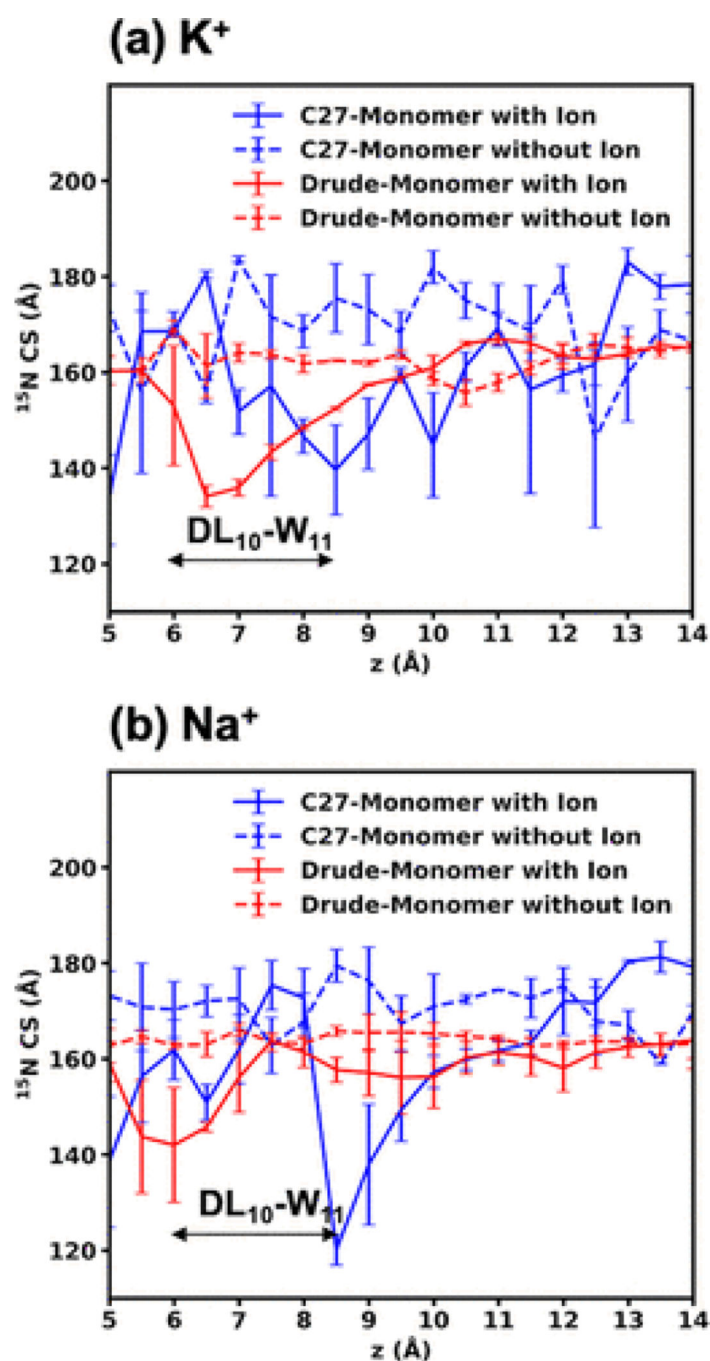 (a) K⁺
C27-Monomer with Ion
C27-Monomer without Ion
Drude-Monomer with Ion
Drude-Monomer without Ion
200
180
160
140
120
¹⁵N CS (Å)
DL₁₀-W₁₁
5 6 7 8 9 10 11 12 13 14
z (Å)
(b) Na⁺
C27-Monomer with Ion
C27-Monomer without Ion
Drude-Monomer with Ion
Drude-Monomer without Ion
200
180
160
140
120
¹⁵N CS (Å)
DL₁₀-W₁₁
5 6 7 8 9 10 11 12 13 14
z (Å)